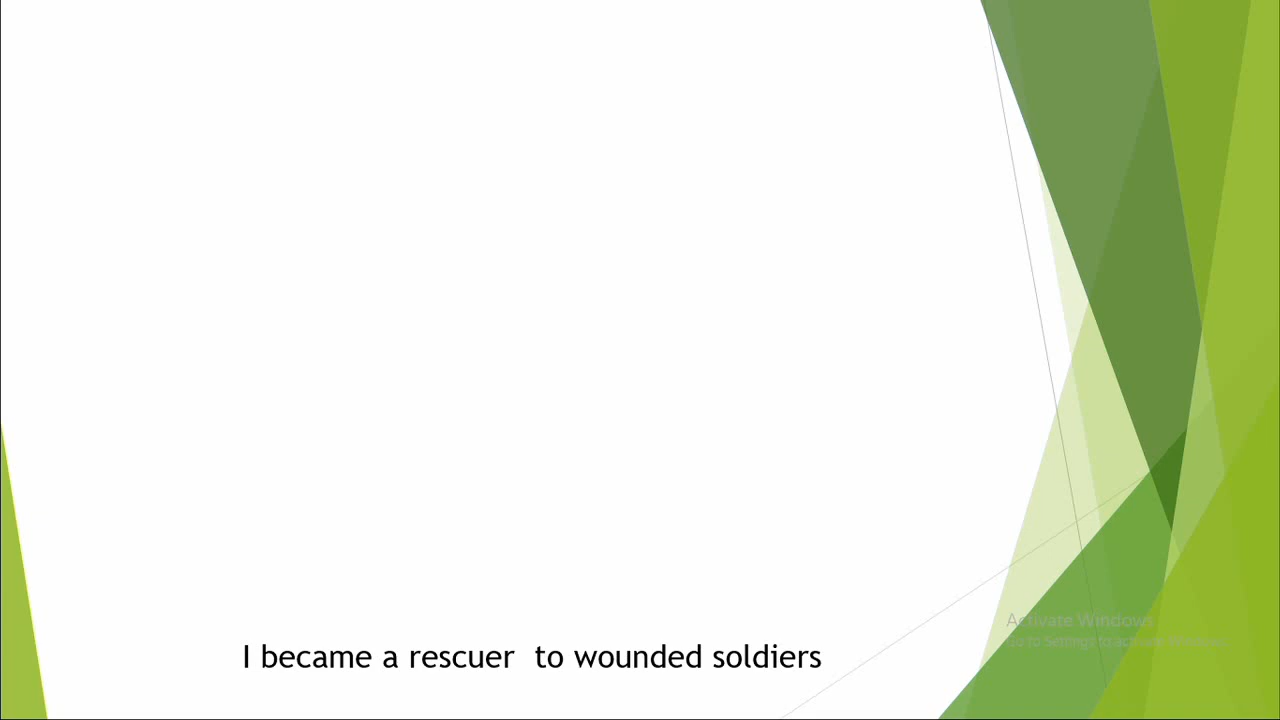 I became a rescuer  to wounded soldiers
Activate Windows
Go to Settings to activate Windows.